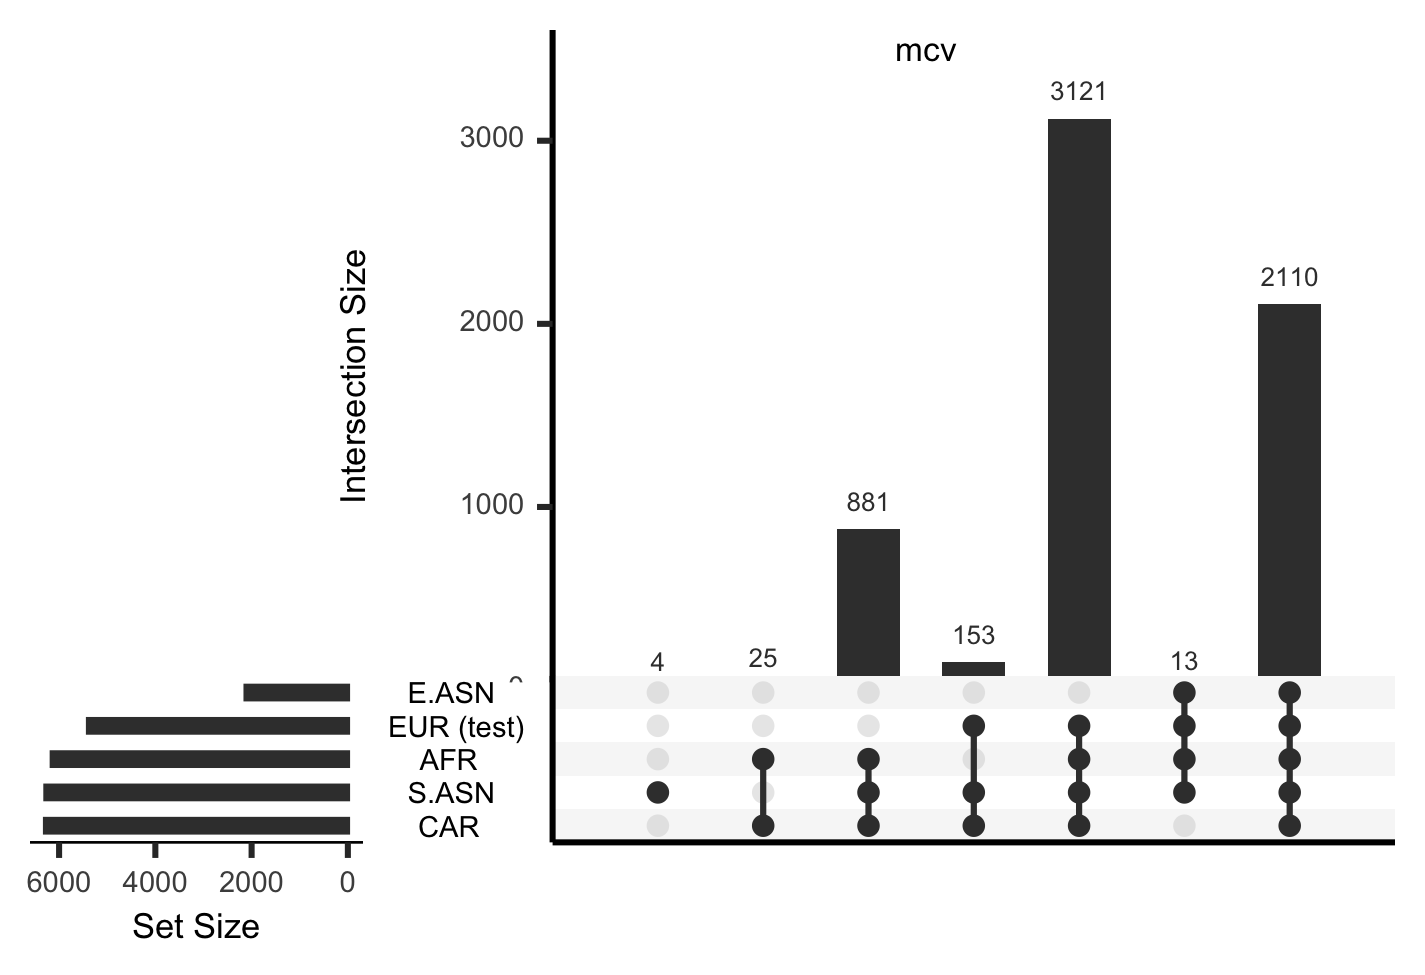 mcv
3121
3000
2110
2000
Intersection Size
1000
881
153
4
25
13
0
E.ASN
EUR (test)
AFR
S.ASN
CAR
6000 4000 2000 0
Set Size